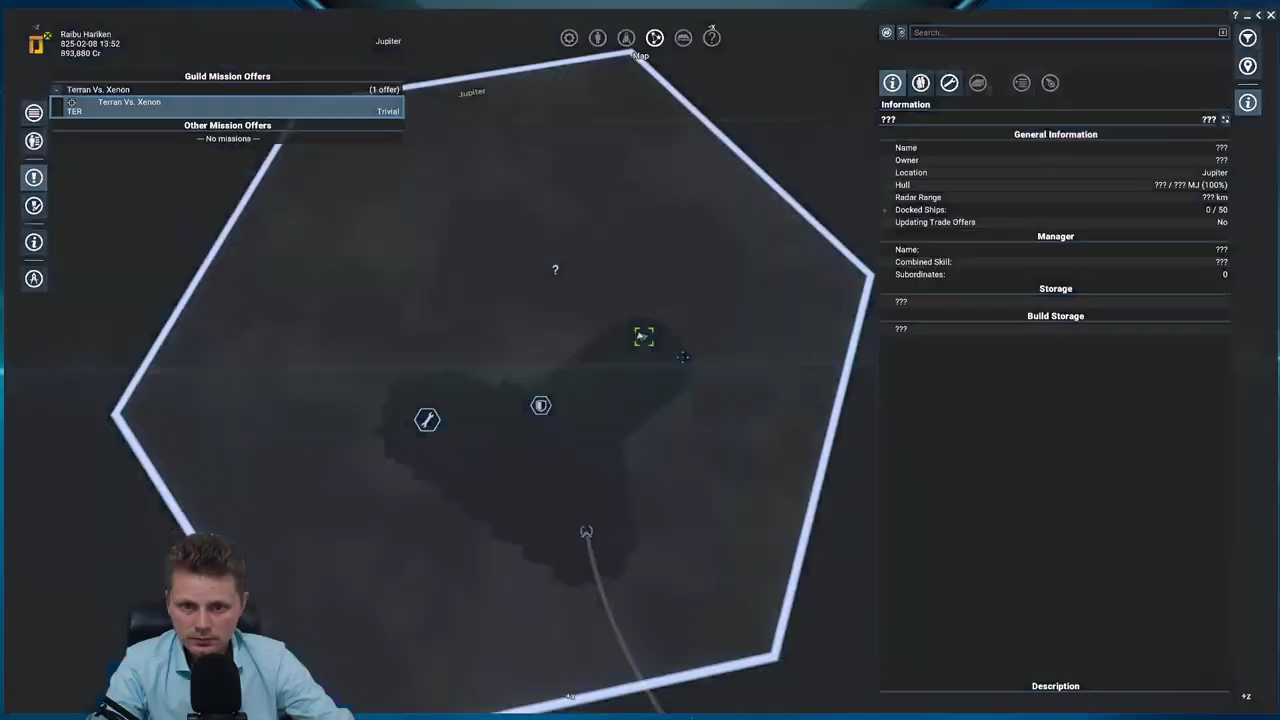 Raibu Hariken
825-02-08 13:52
893,880 Cr
Jupiter
Map
Guild Mission Offers
Terran Vs. Xenon (1 offer)
Terran Vs. Xenon
TER Trivial
Other Mission Offers
— No missions —
Jupiter
?
Search...
Information
??? ???
General Information
Name ???
Owner ???
Location Jupiter
Hull ??? / ??? MJ (100%)
Radar Range ??? km
Docked Ships: 0 / 50
Updating Trade Offers No
Manager
Name: ???
Combined Skill: ???
Subordinates: 0
Storage
???
Build Storage
???
Description
+Z